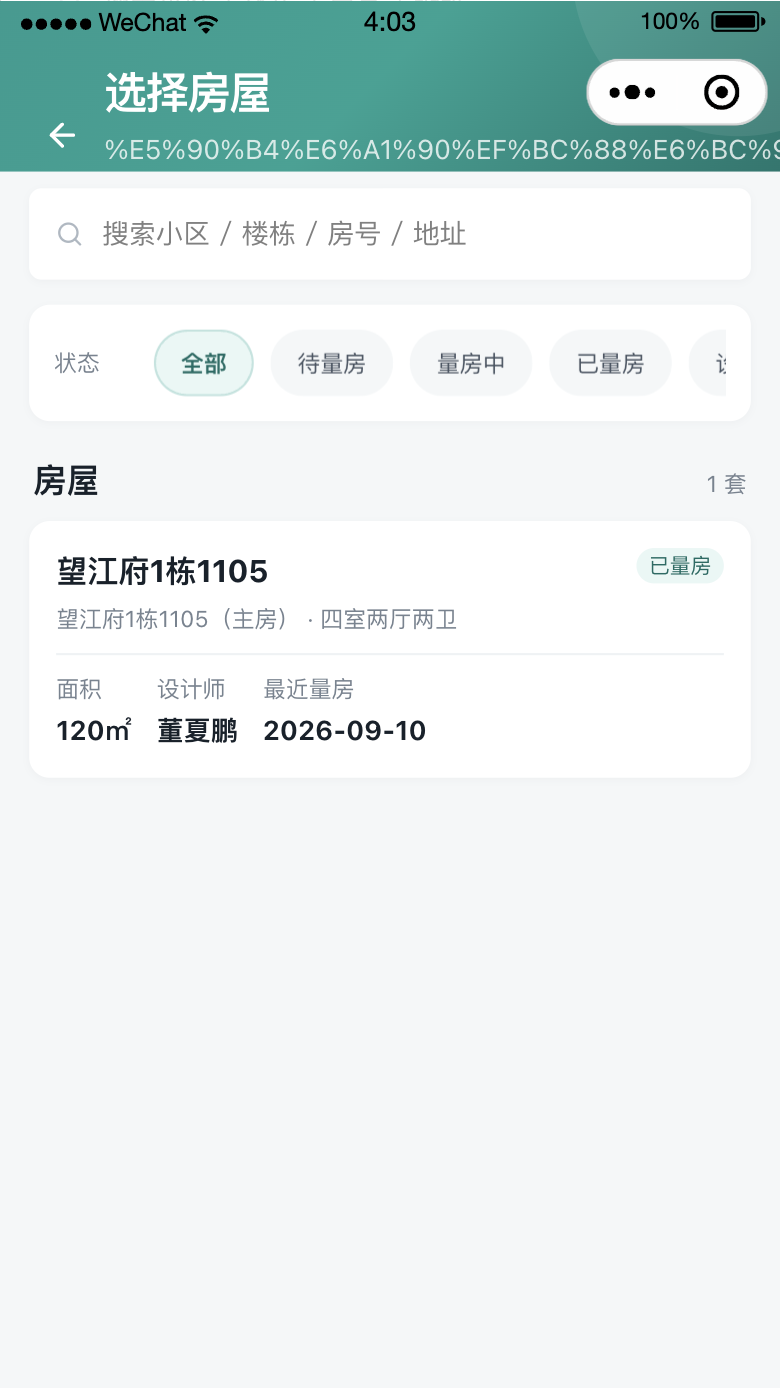 WeChat 4:03 100%
选择房屋
%E5%90%B4%E6%A1%90%EF%BC%88%E6%BC%9
搜索小区 / 楼栋 / 房号 / 地址
状态 全部 待量房 量房中 已量房
房屋 1 套
望江府1栋1105 已量房
望江府1栋1105（主房） · 四室两厅两卫
面积 设计师 最近量房
120㎡ 董夏鹏 2026-09-10